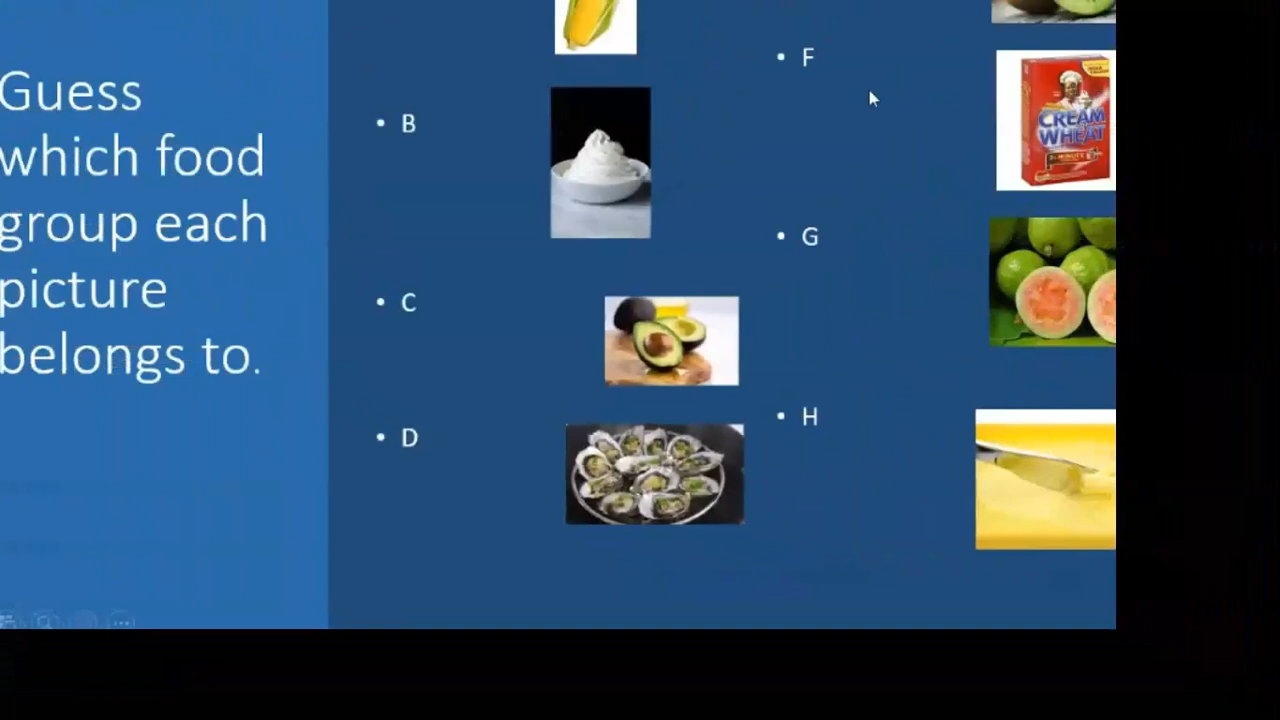 Guess
which food
group each
picture
belongs to.
B
C
D
F
G
H
CREAM
WHEAT